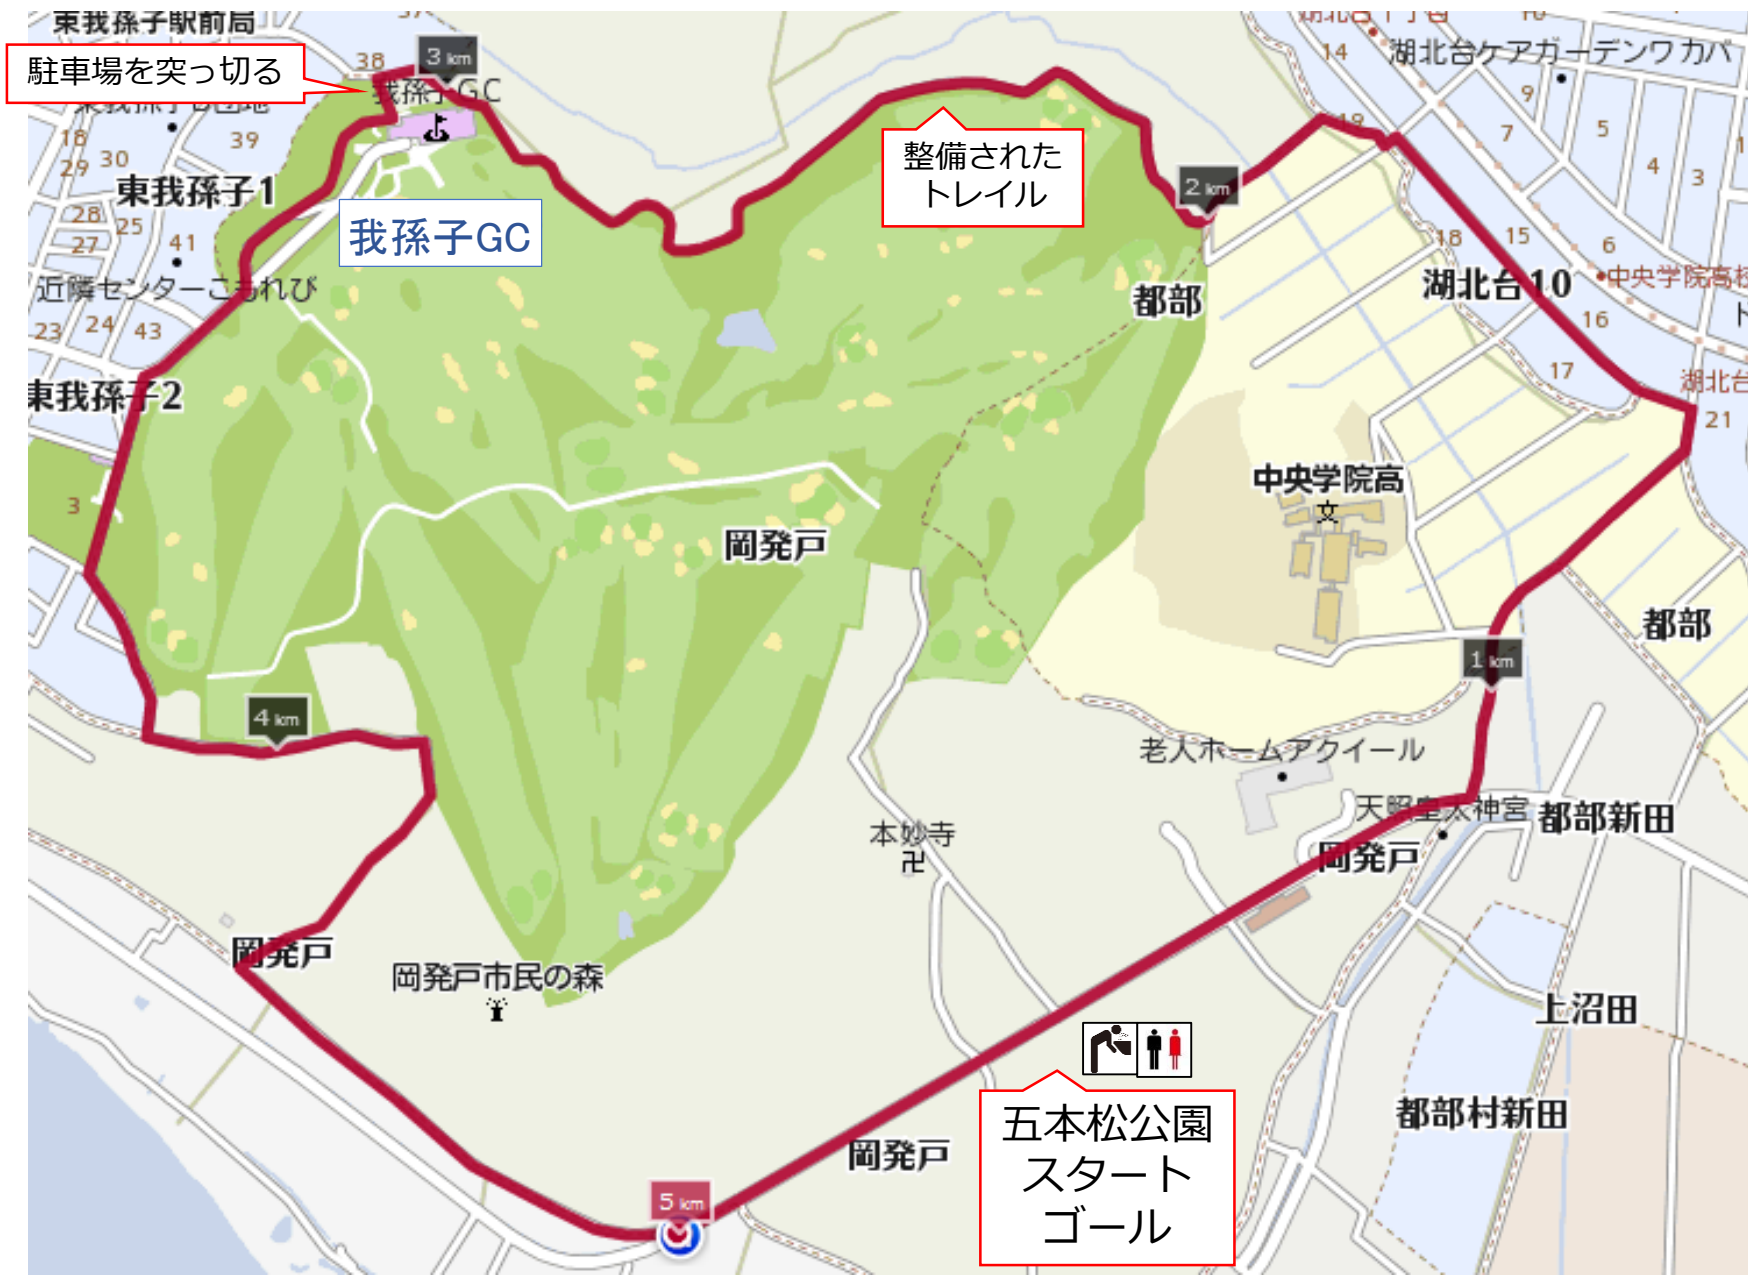 東我孫子駅前局
37
38
3 km
駐車場を突っ切る
我孫子GC
18
29
30
39
東我孫子1
28
25
27
41
我孫子GC
近隣センターこもれび
23
24
43
東我孫子2
3
整備された
トレイル
2 km
14
湖北台ケアガーデンワカバ
9
7
5
4
3
19
18
15
6
都部
湖北台10
中央学院高校
16
17
湖北台
21
中央学院高
文
岡発戸
都部
1 km
4 km
老人ホームアクイール
天照皇大神宮
都部新田
本妙寺
卍
岡発戸
岡発戸
岡発戸市民の森
上沼田
五本松公園
スタート
ゴール
都部村新田
岡発戸
5 km